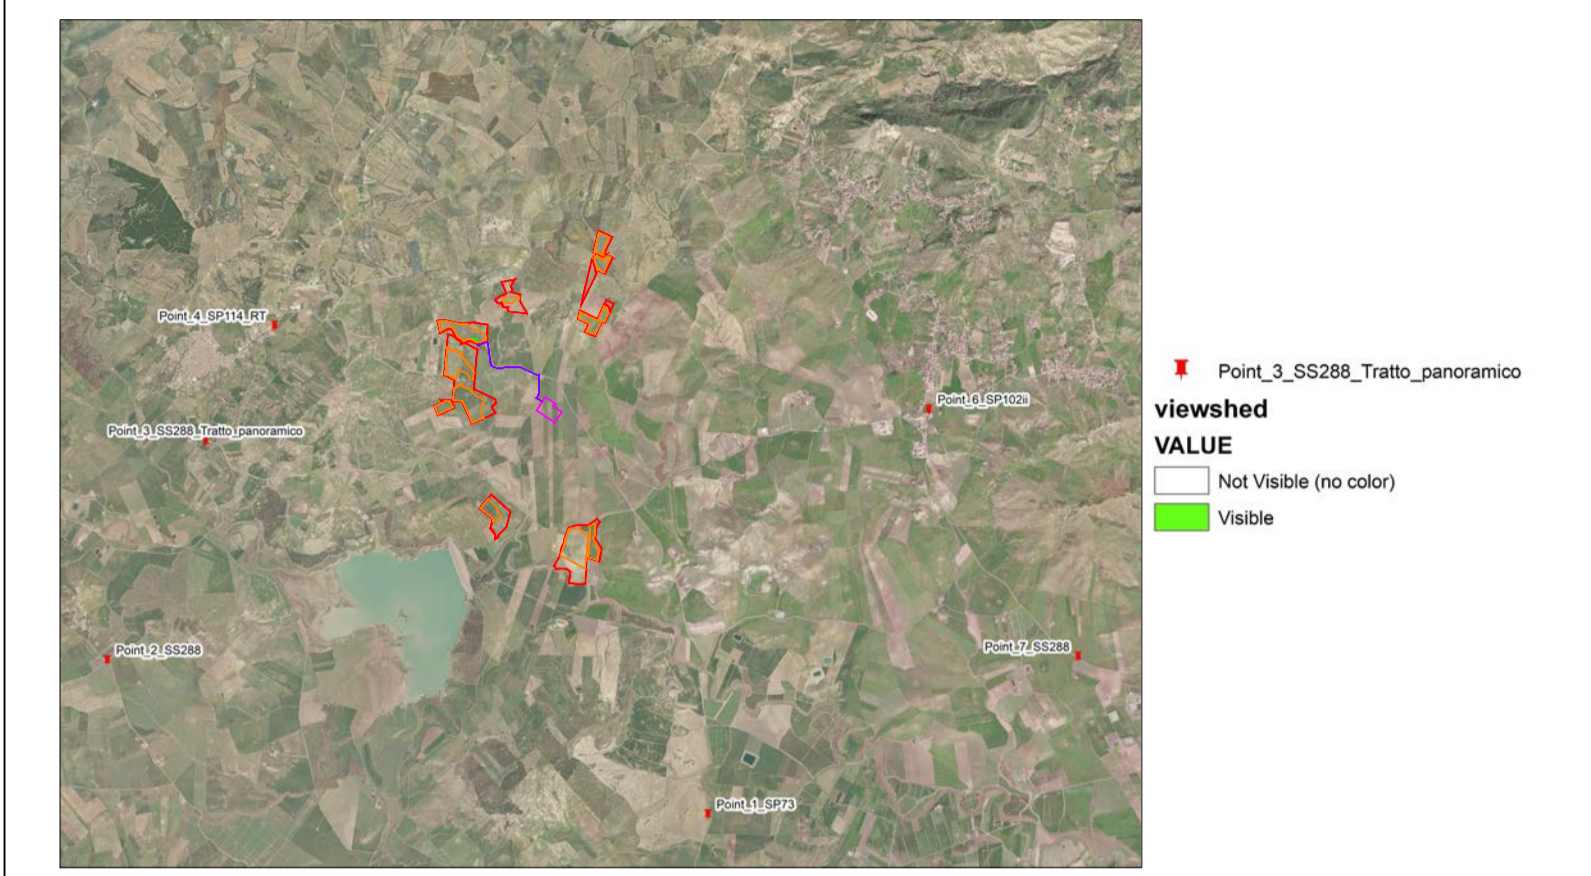 Point_4_SP114_RT
Point_3_SS288_Tratto_panoramico
Point_6_SP102ii
Point_2_SS288
Point_7_SS288
Point_1_SP73
Point_3_SS288_Tratto_panoramico
viewshed
VALUE
Not Visible (no color)
Visible